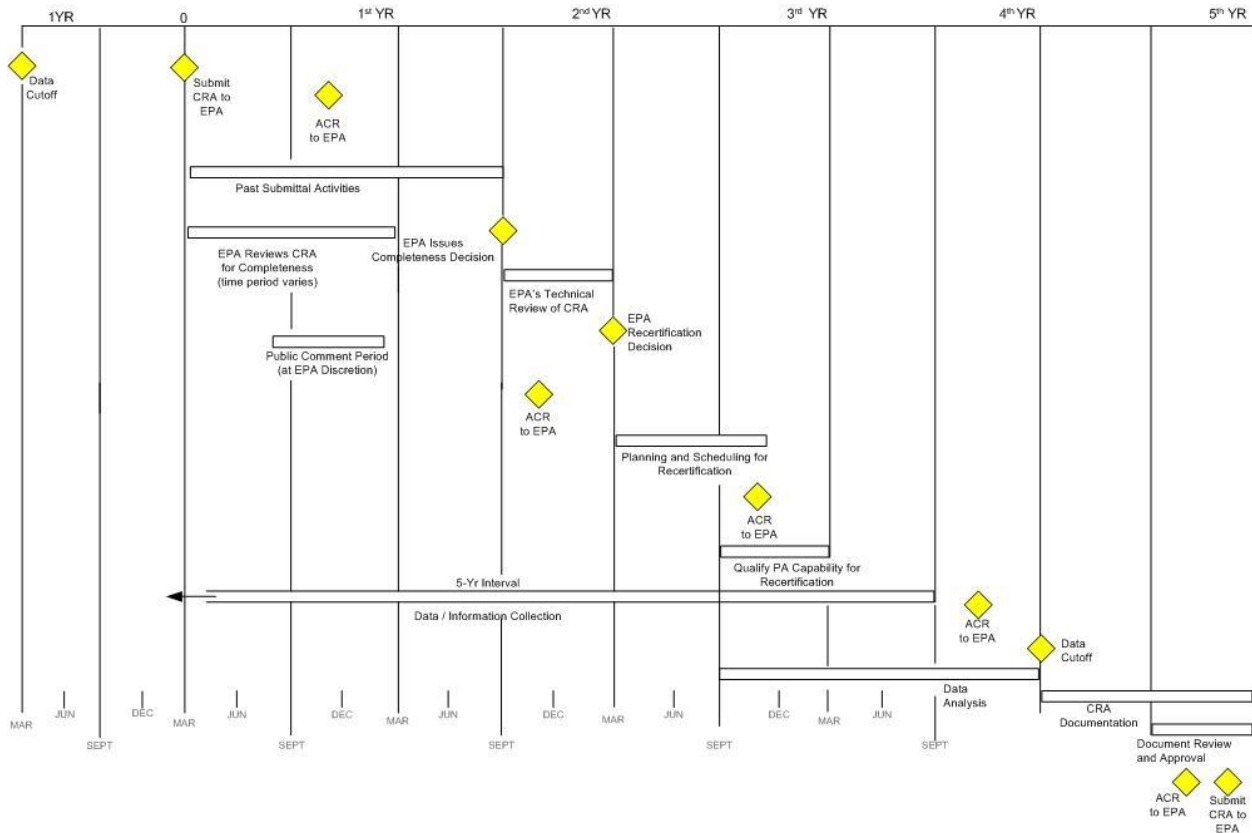 1YR 0 1st YR 2nd YR 3rd YR 4th YR 5th YR
Data
Cutoff
Submit
CRA to
EPA
ACR
to EPA
Past Submittal Activities
EPA Reviews CRA
for Completeness
(time period varies)
EPA Issues
Completeness Decision
EPA's Technical
Review of CRA
EPA
Recertification
Decision
Public Comment Period
(at EPA Discretion)
ACR
to EPA
Planning and Scheduling for
Recertification
ACR
to EPA
Qualify PA Capability for
Recertification
5-Yr Interval
Data / Information Collection
ACR
to EPA
Data
Cutoff
Data
Analysis
CRA
Documentation
MAR JUN SEPT DEC MAR JUN SEPT DEC MAR JUN SEPT DEC MAR JUN SEPT DEC MAR JUN SEPT
Document Review
and Approval
ACR
to EPA
Submit
CRA to
EPA